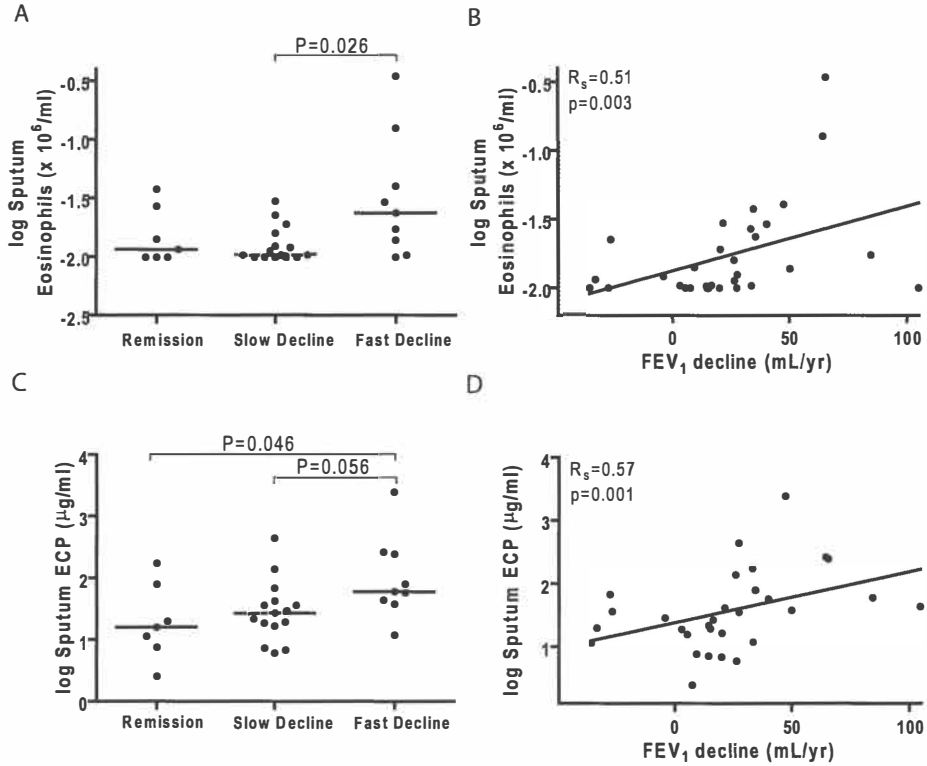 A
P=0.026
log Sputum
Eosinophils (x 10⁶/ml)
-0.5
-1.0
-1.5
-2.0
-2.5
Remission Slow Decline Fast Decline
B
Rₛ=0.51
p=0.003
log Sputum
Eosinophils (x 10⁶/ml)
-0.5
-1.0
-1.5
-2.0
0 50 100
FEV₁ decline (mL/yr)
C
P=0.046
P=0.056
log Sputum ECP (µg/ml)
4
3
2
1
0
Remission Slow Decline Fast Decline
D
Rₛ=0.57
p=0.001
log Sputum ECP (µg/ml)
4
3
2
1
0 50 100
FEV₁ decline (mL/yr)